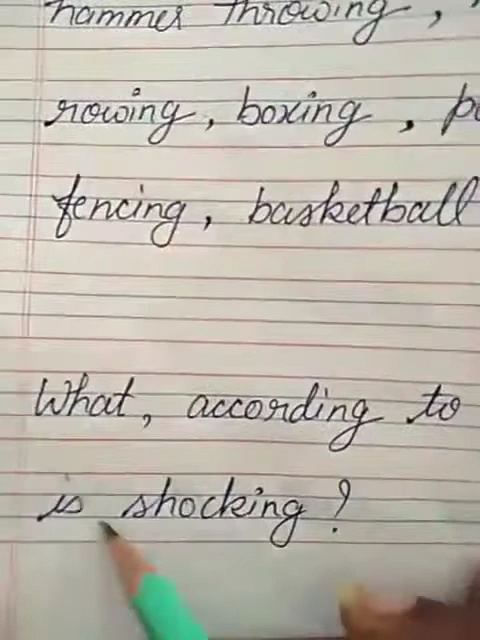 hammer throwing,
rowing, boxing,
fencing, basketball
What, according to
is shocking?